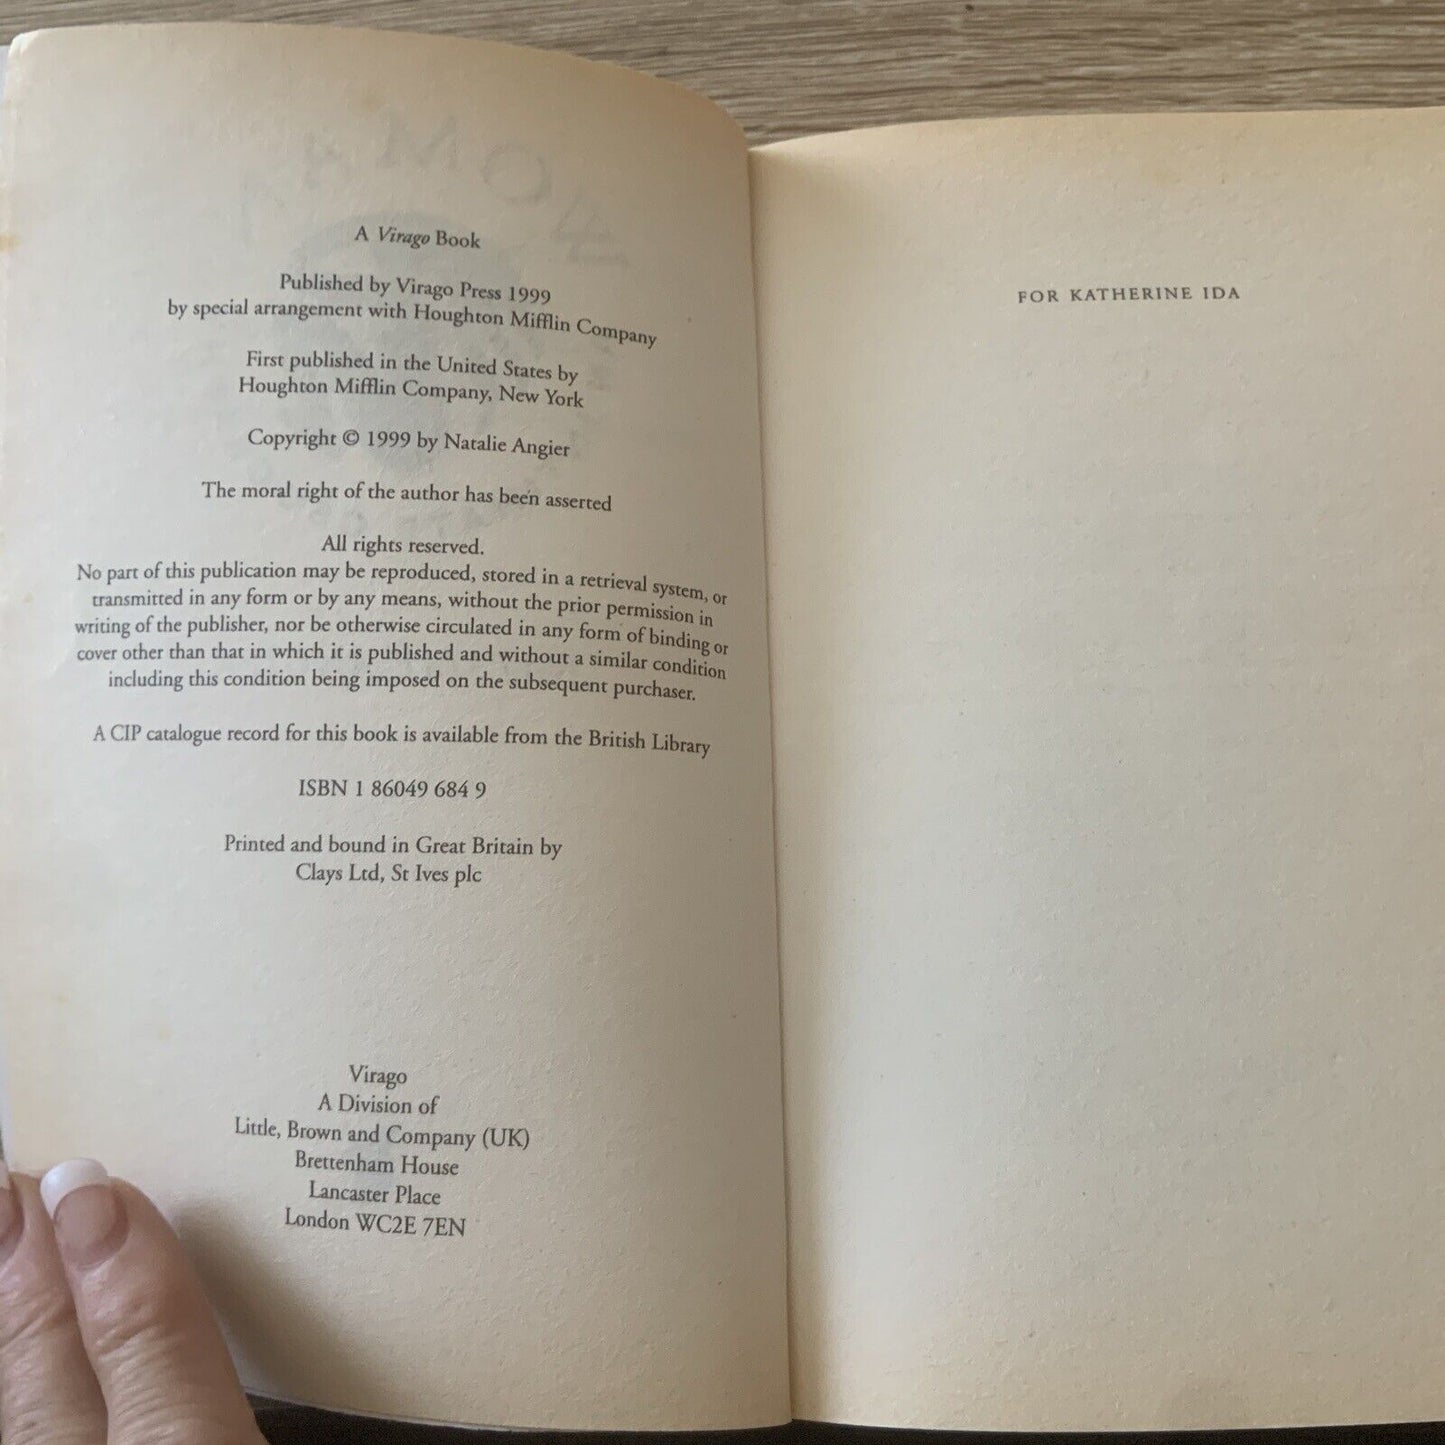 A Virago Book
Published by Virago Press 1999
by special arrangement with Houghton Mifflin Company
First published in the United States by
Houghton Mifflin Company, New York
Copyright © 1999 by Natalie Angier
The moral right of the author has been asserted
All rights reserved.
No part of this publication may be reproduced, stored in a retrieval system, or
transmitted in any form or by any means, without the prior permission in
writing of the publisher, nor be otherwise circulated in any form of binding or
cover other than that in which it is published and without a similar condition
including this condition being imposed on the subsequent purchaser.
A CIP catalogue record for this book is available from the British Library
ISBN 1 86049 684 9
Printed and bound in Great Britain by
Clays Ltd, St Ives plc
Virago
A Division of
Little, Brown and Company (UK)
Brettenham House
Lancaster Place
London WC2E 7EN
FOR KATHERINE IDA